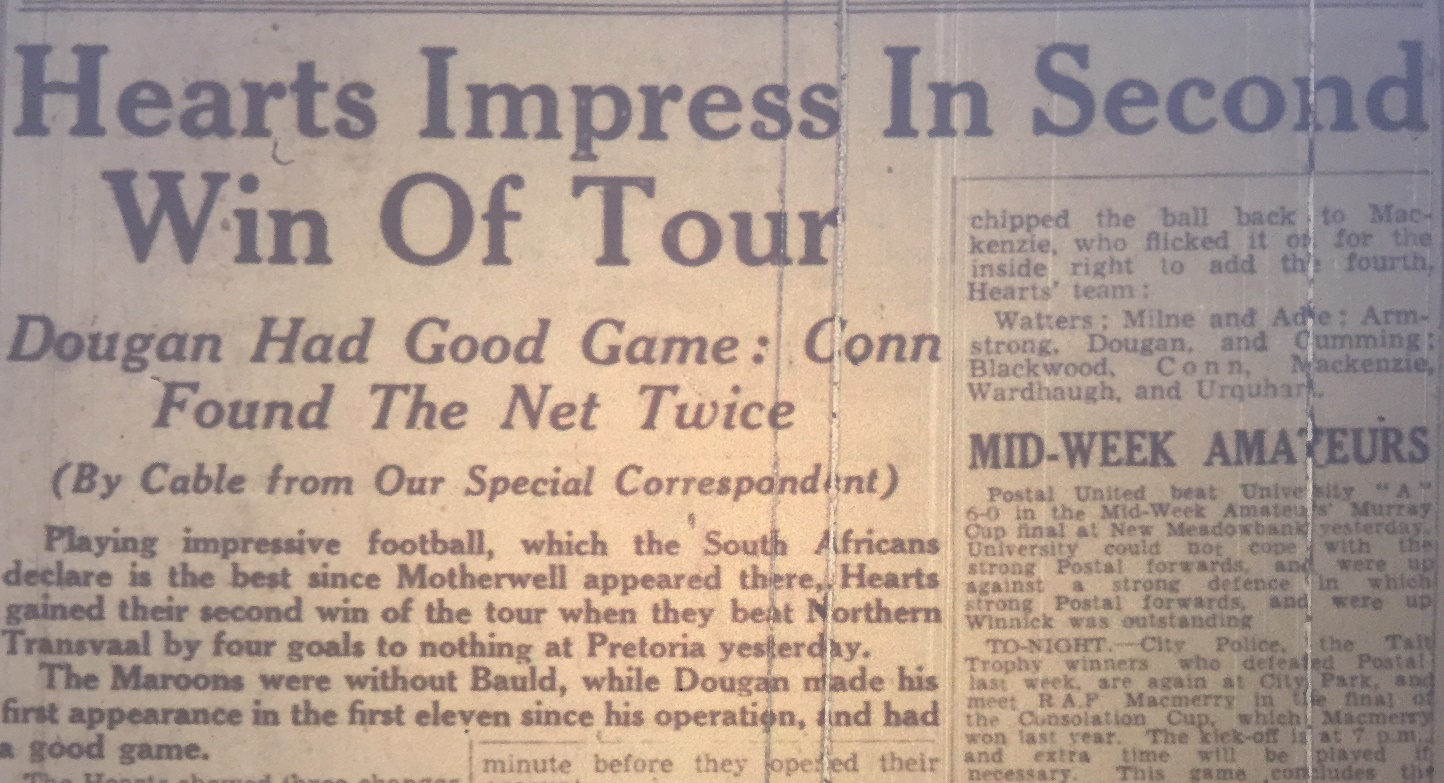 Hearts Impress In Second
Win Of Tour
Dougan Had Good Game: Conn
Found The Net Twice
(By Cable from Our Special Correspondent)
Playing impressive football, which the South Africans
declare is the best since Motherwell appeared there, Hearts
gained their second win of the tour when they beat Northern
Transvaal by four goals to nothing at Pretoria yesterday.
The Maroons were without Bauld, while Dougan made his
first appearance in the first eleven since his operation, and had
a good game.
The Hearts showed three changes
minute before they opened their
chipped the ball back to Mac-
kenzie, who flicked it on for the
inside right to add the fourth,
Hearts' team:
Watters; Milne and Adie; Arm-
strong, Dougan, and Cumming;
Blackwood, Conn, Mackenzie,
Wardhaugh, and Urquhart.
MID-WEEK AMATEURS
Postal United beat University "A"
6-0 in the Mid-Week Amateurs' Murray
Cup final at New Meadowbank yesterday.
University could not cope with the
strong Postal forwards, and were up
against a strong defence in which
strong Postal forwards, and were up
Winnick was outstanding
TO-NIGHT.—City Police, the Tait
Trophy winners who defeated Postal
last week, are again at City Park, and
meet R.A.F. Macmerry in the final of
the Consolation Cup, which Macmerry
won last year. The kick-off is at 7 p.m.,
and extra time will be played if
necessary. This game concludes the